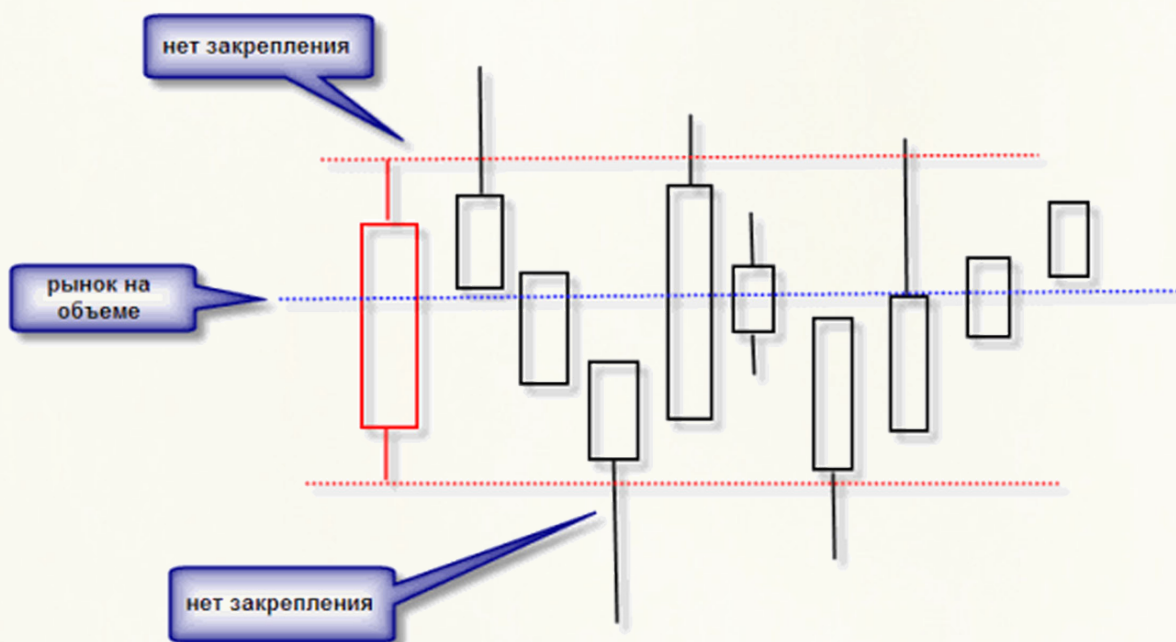 нет закрепления
рынок на
объеме
нет закрепления